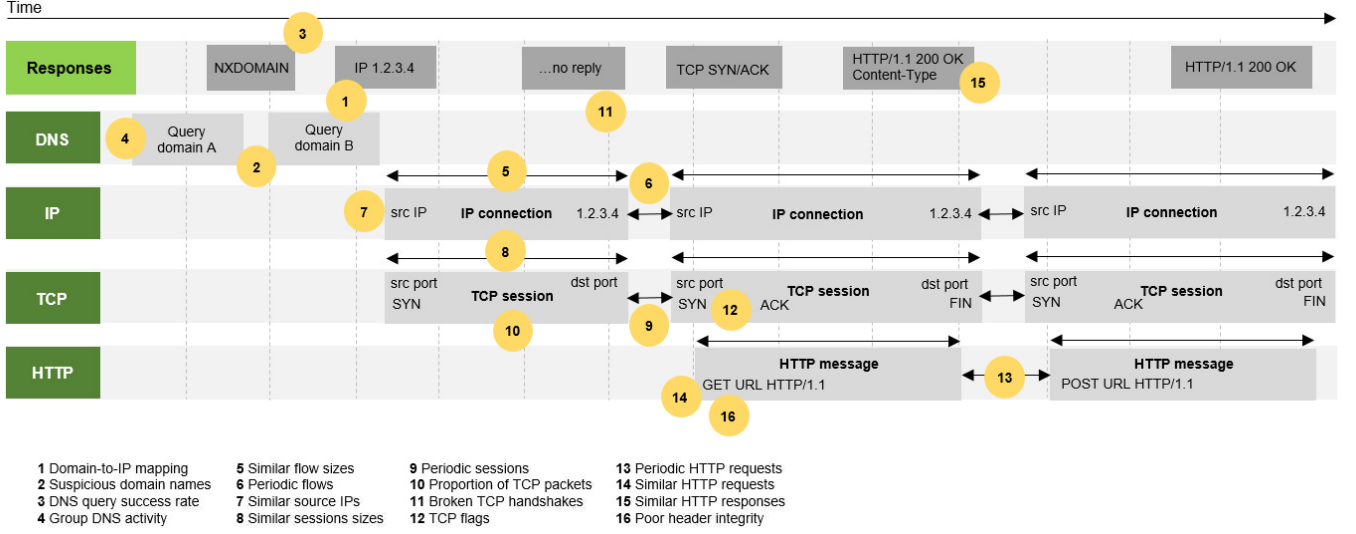 Time
Responses
NXDOMAIN
3
IP 1.2.3.4
...no reply
TCP SYN/ACK
HTTP/1.1 200 OK
Content-Type
15
HTTP/1.1 200 OK
1
11
DNS
4
Query
domain A
2
Query
domain B
5
6
IP
7
src IP
IP connection
1.2.3.4
src IP
IP connection
1.2.3.4
src IP
IP connection
1.2.3.4
8
TCP
src port
SYN
TCP session
dst port
10
9
src port
SYN
12
ACK
TCP session
dst port
FIN
src port
SYN
ACK
TCP session
dst port
FIN
HTTP
14
HTTP message
GET URL HTTP/1.1
16
13
HTTP message
POST URL HTTP/1.1
1 Domain-to-IP mapping
2 Suspicious domain names
3 DNS query success rate
4 Group DNS activity
5 Similar flow sizes
6 Periodic flows
7 Similar source IPs
8 Similar sessions sizes
9 Periodic sessions
10 Proportion of TCP packets
11 Broken TCP handshakes
12 TCP flags
13 Periodic HTTP requests
14 Similar HTTP requests
15 Similar HTTP responses
16 Poor header integrity